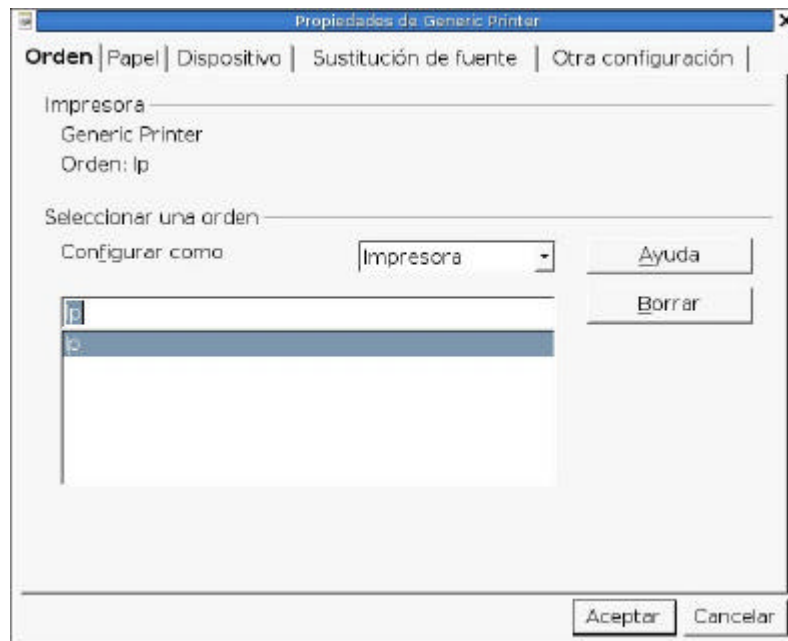 Propiedades de Generic Printer
Orden | Papel | Dispositivo | Sustitución de fuente | Otra configuración |
Impresora
Generic Printer
Orden: lp
Seleccionar una orden
Configurar como
Impresora
Ayuda
Borrar
lp
lp
Aceptar
Cancelar